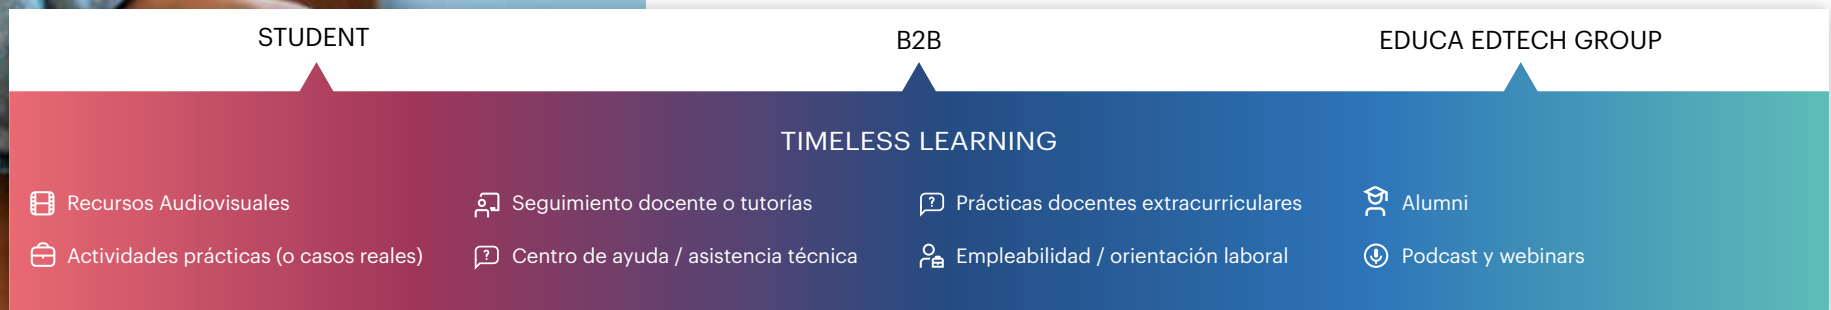 STUDENT
B2B
EDUCA EDTECH GROUP
TIMELESS LEARNING
Recursos Audiovisuales
Seguimiento docente o tutorías
Prácticas docentes extracurriculares
Alumni
Actividades prácticas (o casos reales)
Centro de ayuda / asistencia técnica
Empleabilidad / orientación laboral
Podcast y webinars